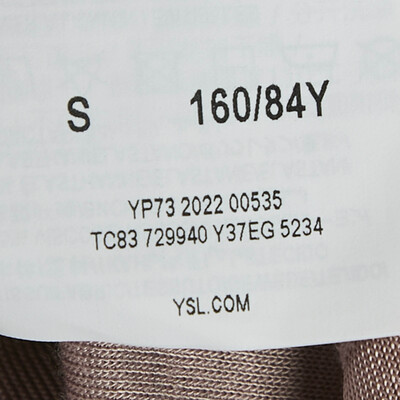 S 160/84Y
YP73 2022 00535
TC83 729940 Y37EG 5234
YSL.COM